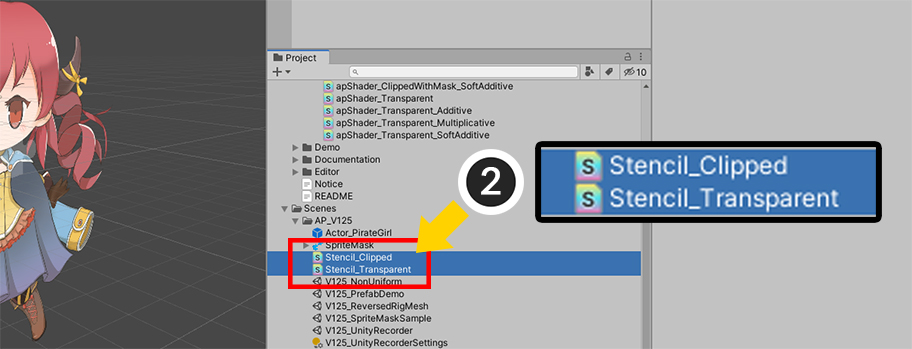 Project
10
apShader_ClippedWithMask_SoftAdditive
apShader_Transparent
apShader_Transparent_Additive
apShader_Transparent_Multiplicative
apShader_Transparent_SoftAdditive
Demo
Documentation
Editor
Notice
README
Scenes
AP_V125
Actor_PirateGirl
SpriteMask
Stencil_Clipped
Stencil_Transparent
V125_NonUniform
V125_PrefabDemo
V125_ReversedRigMesh
V125_SpriteMaskSample
V125_UnityRecorder
V125_UnityRecorderSettings
2
S Stencil_Clipped
S Stencil_Transparent